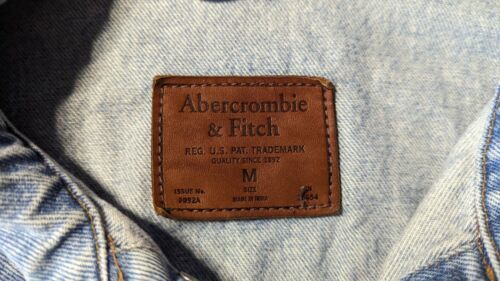 Abercrombie
& Fitch
REG. U.S. PAT. TRADEMARK
QUALITY SINCE 1892
M
SIZE
ISSUE No.
MADE IN INDIA